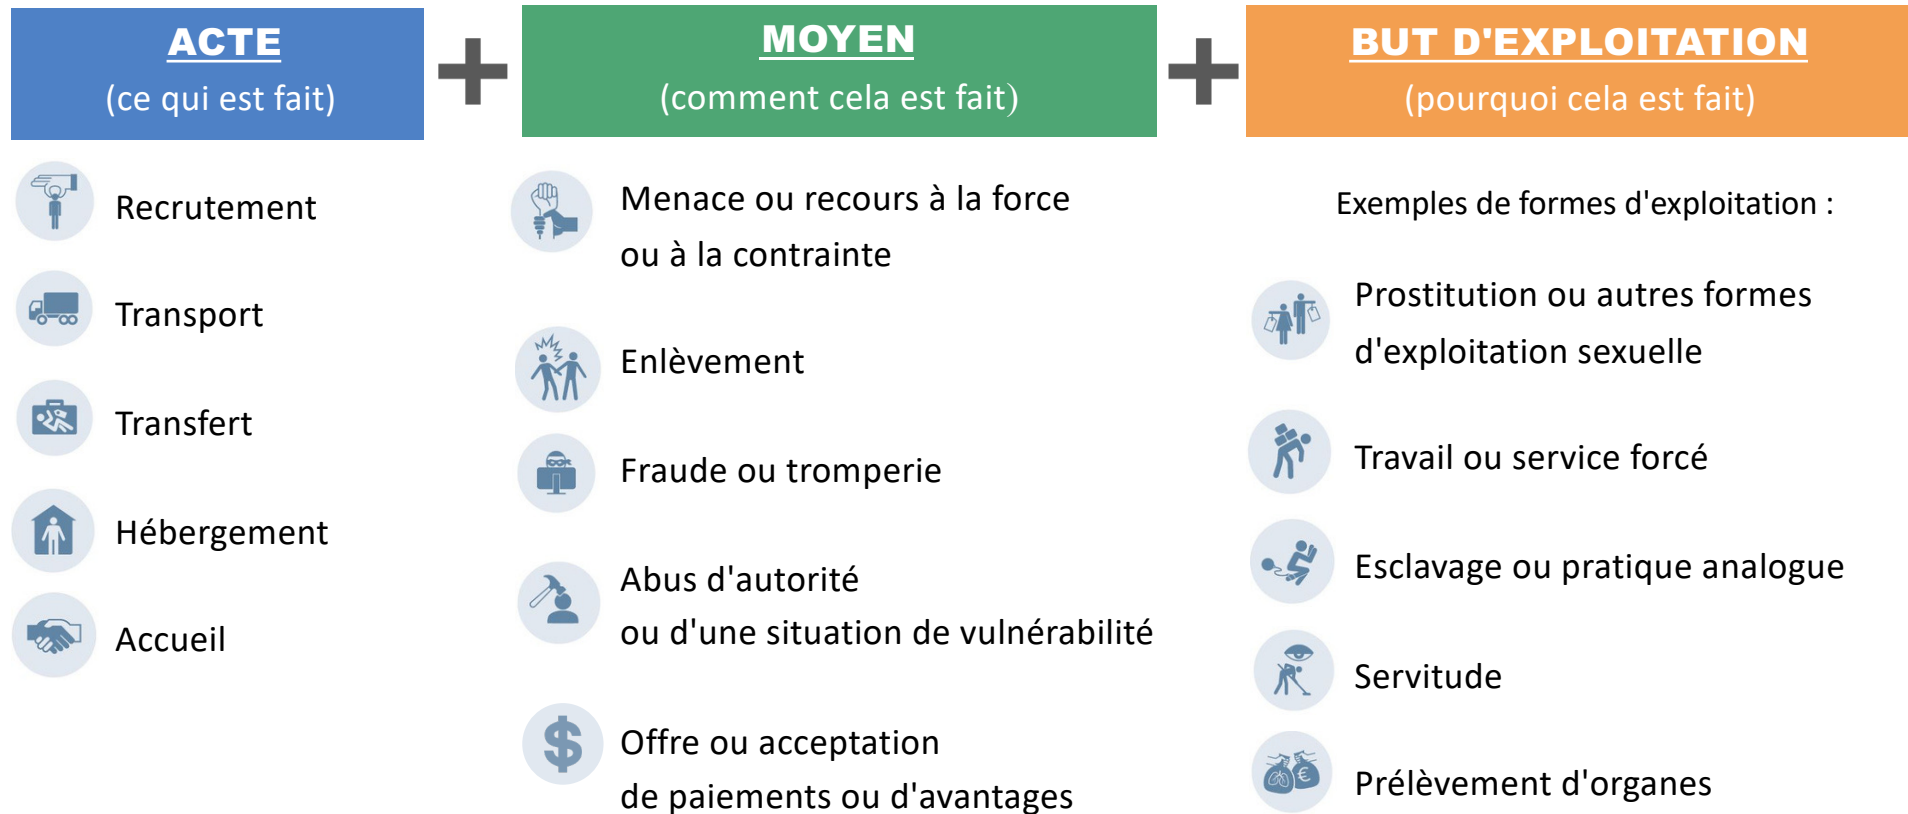 ACTE
(ce qui est fait)
Recrutement
Transport
Transfert
Hébergement
Accueil
+
MOYEN
(comment cela est fait)
Menace ou recours à la force
ou à la contrainte
Enlèvement
Fraude ou tromperie
Abus d'autorité
ou d'une situation de vulnérabilité
$
Offre ou acceptation
de paiements ou d'avantages
+
BUT D'EXPLOITATION
(pourquoi cela est fait)
Exemples de formes d'exploitation :
Prostitution ou autres formes
d'exploitation sexuelle
Travail ou service forcé
Esclavage ou pratique analogue
Servitude
€
Prélèvement d'organes